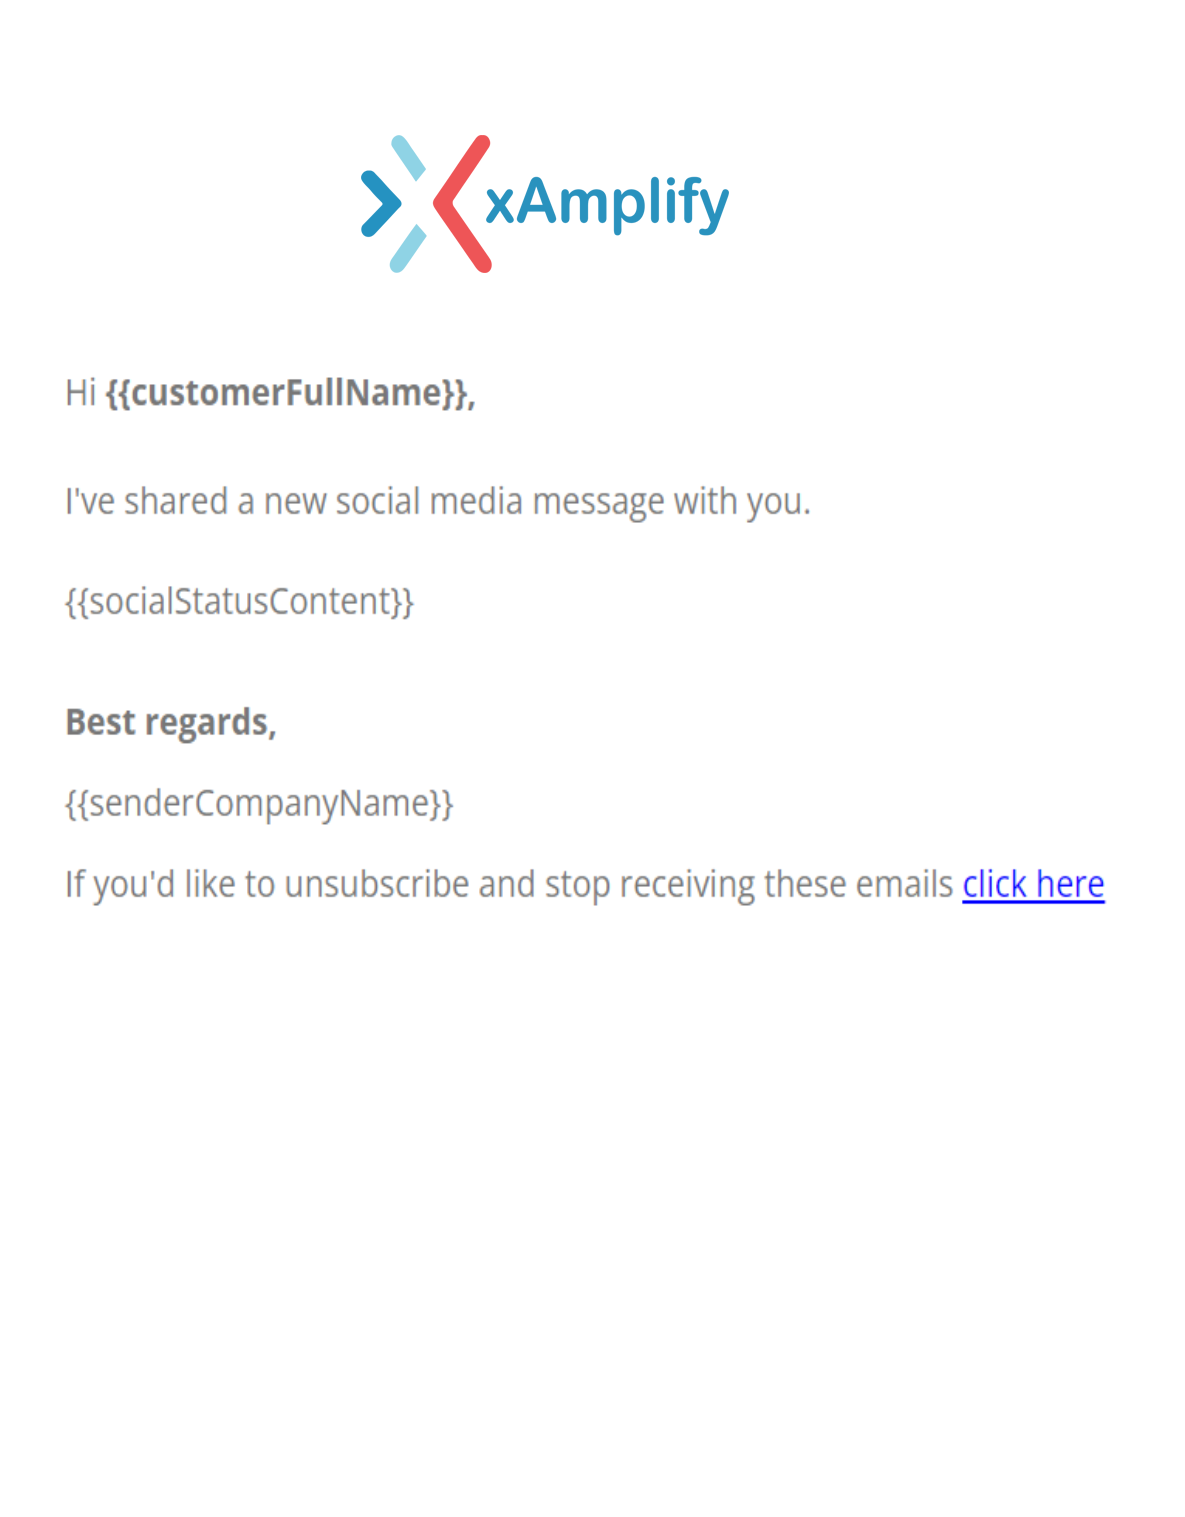 xAmplify
Hi {{customerFullName}},
I've shared a new social media message with you.
{{socialStatusContent}}
Best regards,
{{senderCompanyName}}
If you'd like to unsubscribe and stop receiving these emails click here